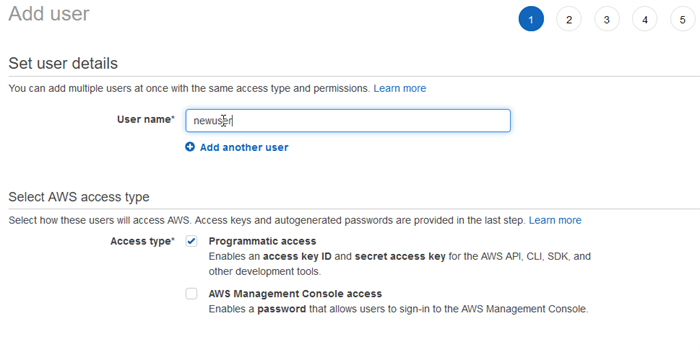 Add user
1 2 3 4 5
Set user details
You can add multiple users at once with the same access type and permissions. Learn more
User name* newuser
Add another user
Select AWS access type
Select how these users will access AWS. Access keys and autogenerated passwords are provided in the last step. Learn more
Access type* Programmatic access
Enables an access key ID and secret access key for the AWS API, CLI, SDK, and
other development tools.
AWS Management Console access
Enables a password that allows users to sign-in to the AWS Management Console.